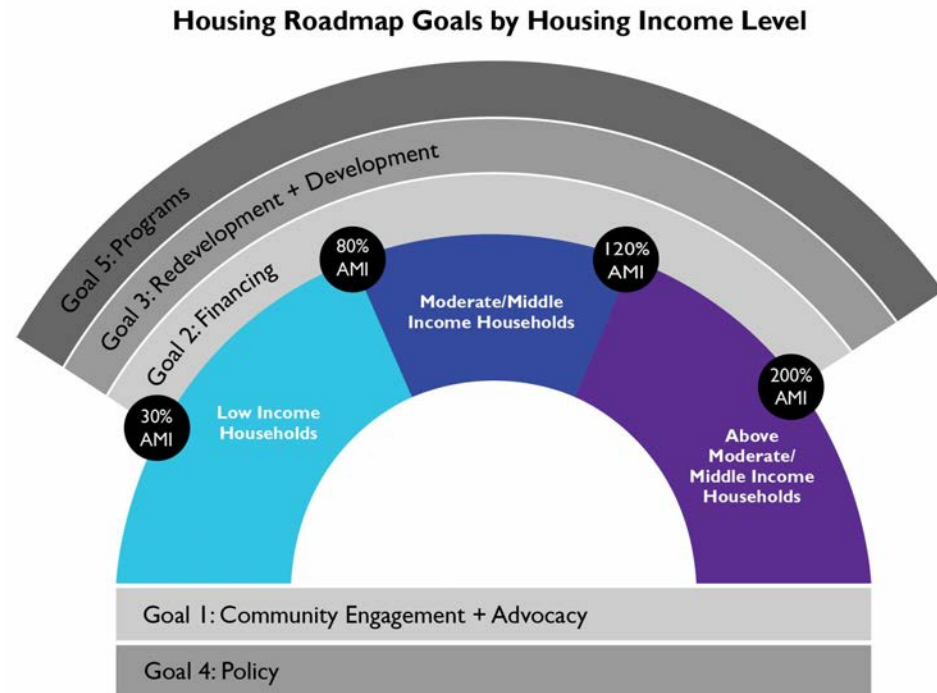 Housing Roadmap Goals by Housing Income Level
Goal 5: Programs
Goal 3: Redevelopment + Development
Goal 2: Financing
30%
AMI
80%
AMI
120%
AMI
200%
AMI
Low Income
Households
Moderate/Middle
Income Households
Above
Moderate/
Middle Income
Households
Goal 1: Community Engagement + Advocacy
Goal 4: Policy